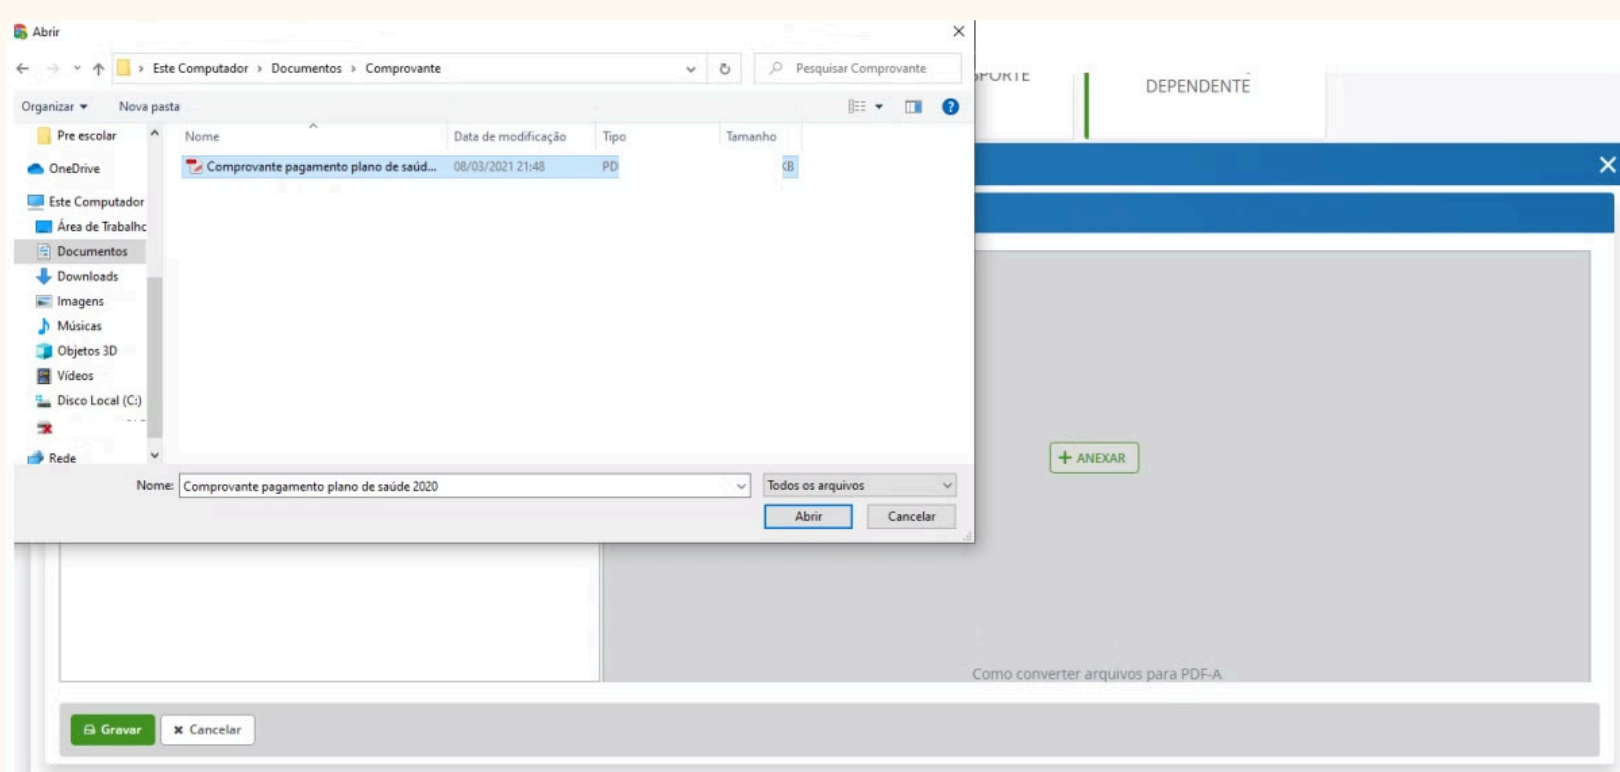 Abrir
Este Computador > Documentos > Comprovante
Pesquisar Comprovante
Organizar
Nova pasta
DEPENDENTE
Nome
Data de modificação
Tipo
Tamanho
Comprovante pagamento plano de saúd...
08/03/2021 21:48
PD
KB
Pre escolar
OneDrive
Este Computador
Área de Trabalho
Documentos
Downloads
Imagens
Músicas
Objetos 3D
Vídeos
Disco Local (C:)
Rede
Nome:
Comprovante pagamento plano de saúde 2020
Todos os arquivos
Abrir
Cancelar
+ ANEXAR
Como converter arquivos para PDF-A
Gravar
Cancelar